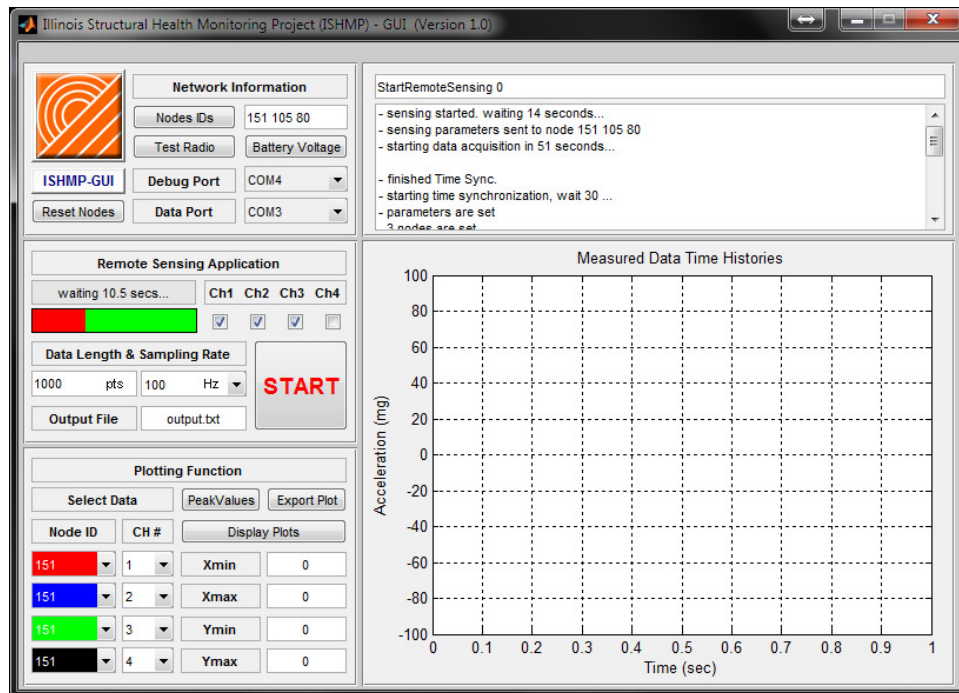 Illinois Structural Health Monitoring Project (ISHMP) - GUI (Version 1.0)
Network Information
Nodes IDs 151 105 80
Test Radio Battery Voltage
ISHMP-GUI Debug Port COM4
Reset Nodes Data Port COM3
StartRemoteSensing 0
- sensing started. waiting 14 seconds...
- sensing parameters sent to node 151 105 80
- starting data acquisition in 51 seconds...
- finished Time Sync.
- starting time synchronization, wait 30 ...
- parameters are set
3 nodes are set
Remote Sensing Application
waiting 10.5 secs... Ch1 Ch2 Ch3 Ch4
Data Length & Sampling Rate
1000 pts 100 Hz
START
Output File output.txt
Plotting Function
Select Data PeakValues Export Plot
Node ID CH # Display Plots
151 1 Xmin 0
151 2 Xmax 0
151 3 Ymin 0
151 4 Ymax 0
Measured Data Time Histories
Acceleration (mg)
100
80
60
40
20
0
-20
-40
-60
-80
-100
0 0.1 0.2 0.3 0.4 0.5 0.6 0.7 0.8 0.9 1
Time (sec)